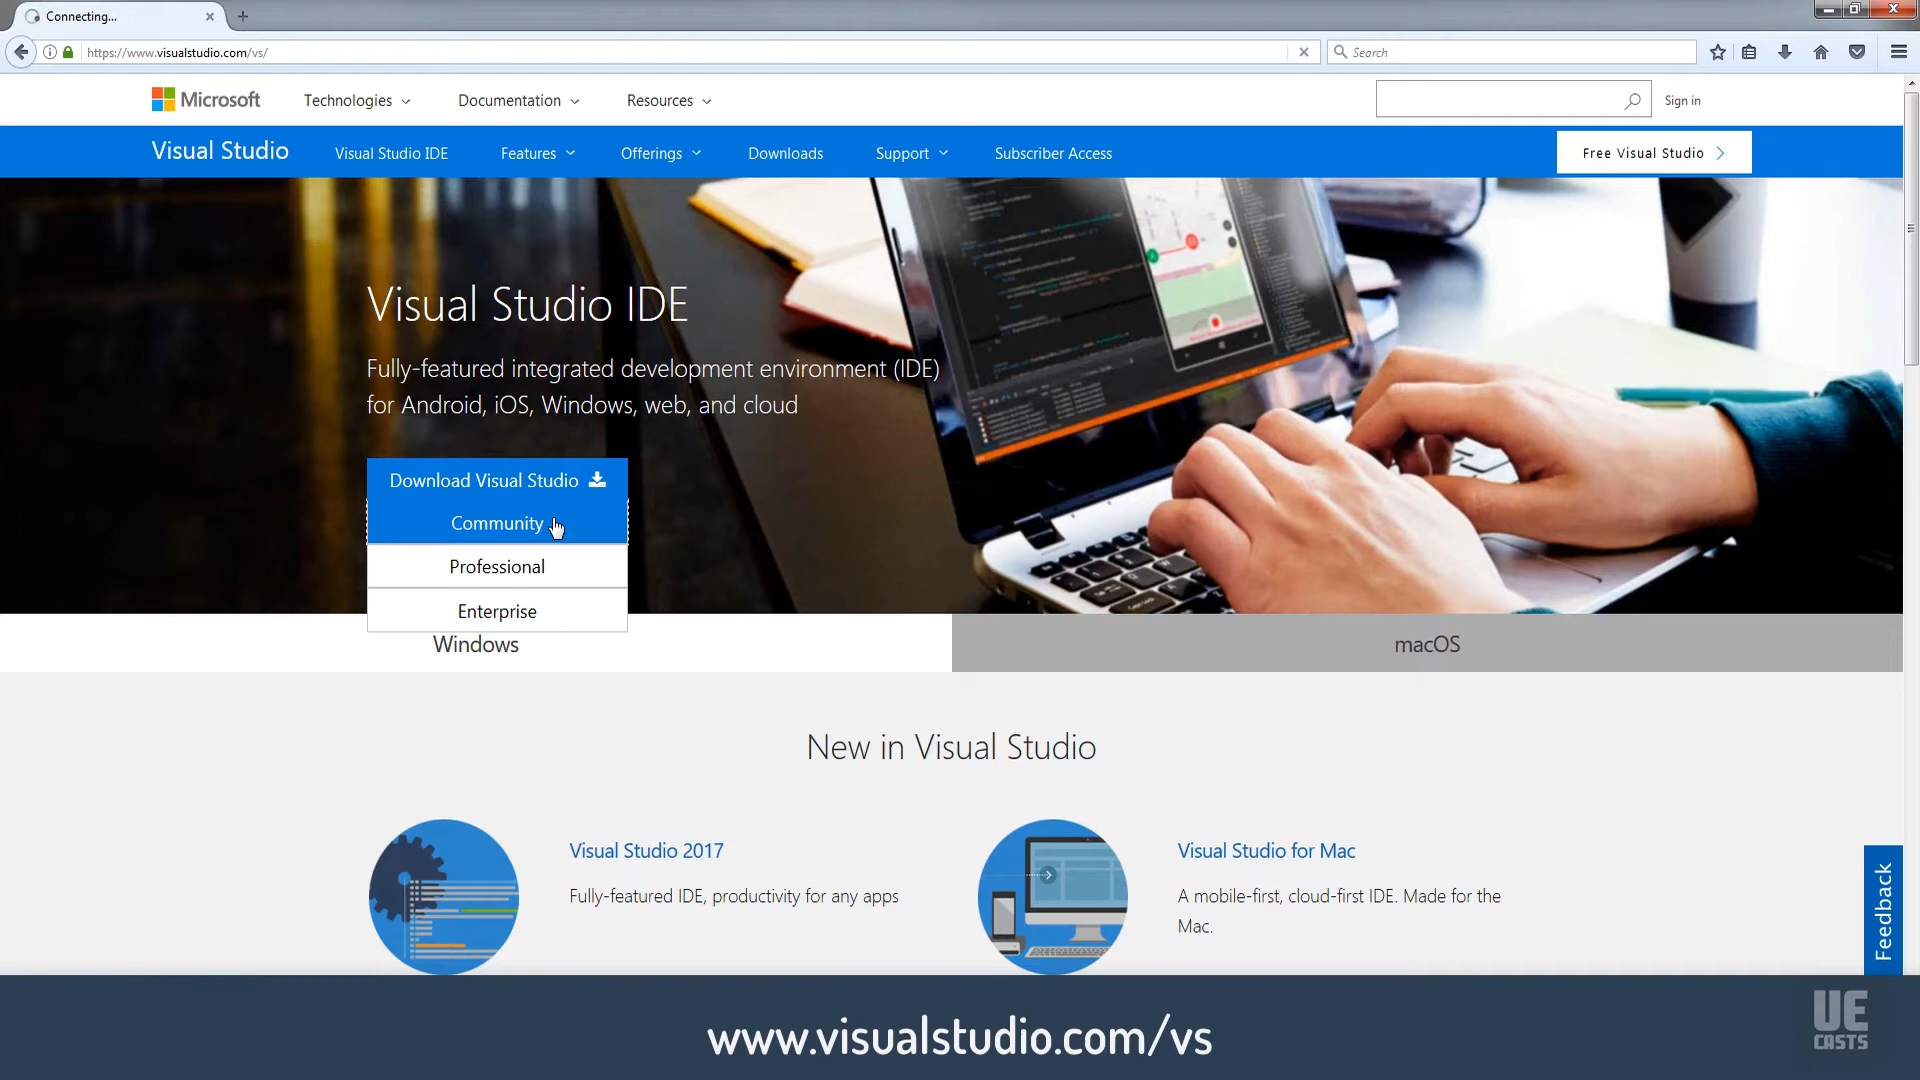 Connecting...
https://www.visualstudio.com/vs/
Search
Microsoft
Technologies
Documentation
Resources
Sign in
Visual Studio
Visual Studio IDE
Features
Offerings
Downloads
Support
Subscriber Access
Free Visual Studio
Visual Studio IDE
Fully-featured integrated development environment (IDE)
for Android, iOS, Windows, web, and cloud
Download Visual Studio
Community
Professional
Enterprise
Windows
macOS
New in Visual Studio
Visual Studio 2017
Fully-featured IDE, productivity for any apps
Visual Studio for Mac
A mobile-first, cloud-first IDE. Made for the
Mac.
Feedback
www.visualstudio.com/vs
UE
CASTS